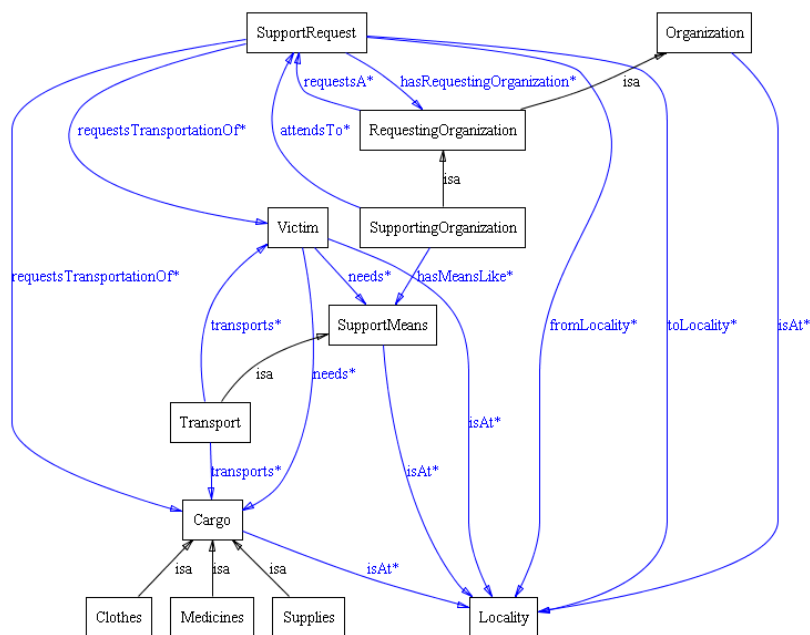 SupportRequest
Organization
requestsA*
hasRequestingOrganization*
isa
requestsTransportationOf*
attendsTo*
RequestingOrganization
isa
Victim
SupportingOrganization
requestsTransportationOf*
needs*
hasMeansLike*
transports*
SupportMeans
fromLocality*
toLocality*
isAt*
isa
needs*
Transport
isAt*
transports*
isAt*
Cargo
isa
isa
isa
isAt*
Clothes
Medicines
Supplies
Locality